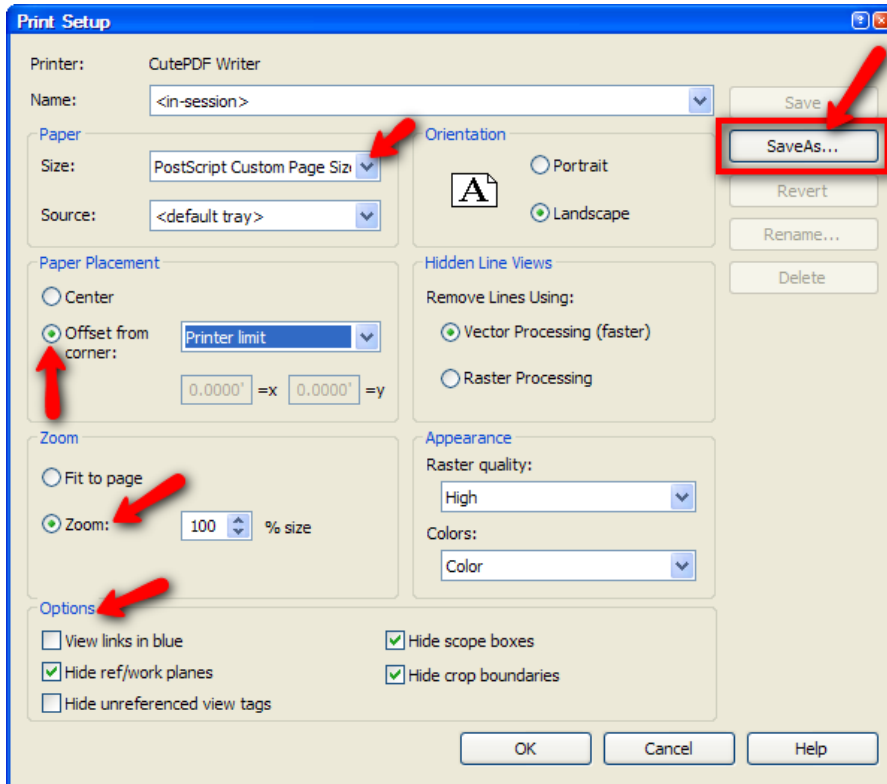 Print Setup
Printer: CutePDF Writer
Name: <in-session>
Save
SaveAs...
Revert
Rename...
Delete
Paper
Size: PostScript Custom Page Siz
Source: <default tray>
Orientation
A
Portrait
Landscape
Paper Placement
Center
Offset from
corner:
Printer limit
0.0000' =x 0.0000' =y
Hidden Line Views
Remove Lines Using:
Vector Processing (faster)
Raster Processing
Zoom
Fit to page
Zoom: 100 % size
Appearance
Raster quality:
High
Colors:
Color
Options
View links in blue
Hide ref/work planes
Hide unreferenced view tags
Hide scope boxes
Hide crop boundaries
OK Cancel Help